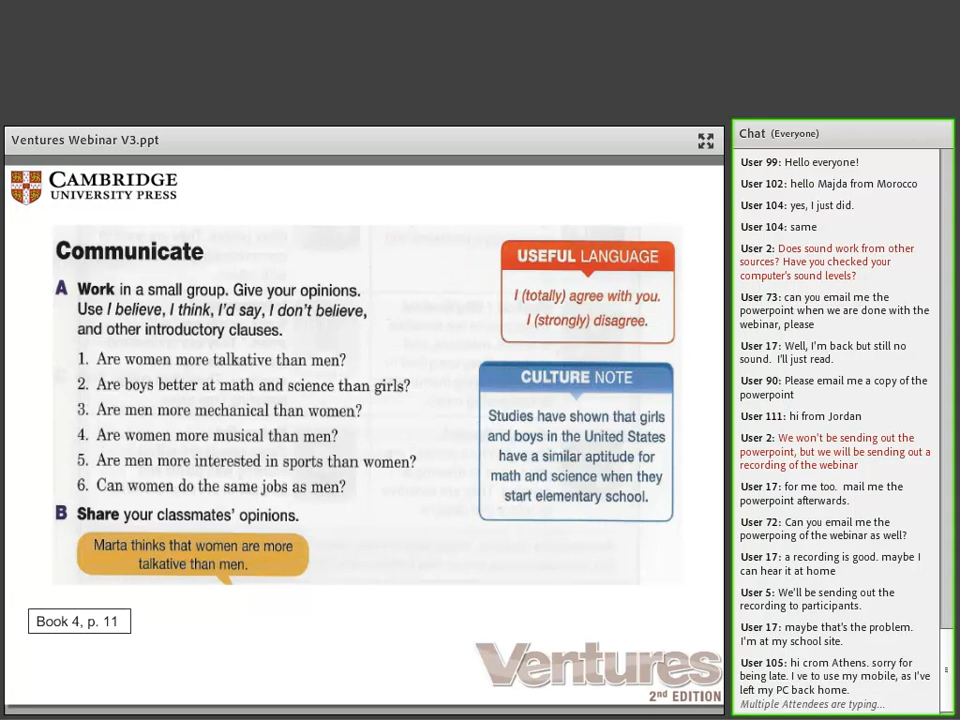 Ventures Webinar V3.ppt
CAMBRIDGE
UNIVERSITY PRESS
Communicate
A Work in a small group. Give your opinions.
Use I believe, I think, I'd say, I don't believe,
and other introductory clauses.
1. Are women more talkative than men?
2. Are boys better at math and science than girls?
3. Are men more mechanical than women?
4. Are women more musical than men?
5. Are men more interested in sports than women?
6. Can women do the same jobs as men?
B Share your classmates' opinions.
Marta thinks that women are more
talkative than men.
USEFUL LANGUAGE
I (totally) agree with you.
I (strongly) disagree.
CULTURE NOTE
Studies have shown that girls
and boys in the United States
have a similar aptitude for
math and science when they
start elementary school.
Book 4, p. 11
Ventures
2nd EDITION
Chat (Everyone)
User 99: Hello everyone!
User 102: hello Majda from Morocco
User 104: yes, I just did.
User 104: same
User 2: Does sound work from other
sources? Have you checked your
computer's sound levels?
User 73: can you email me the
powerpoint when we are done with the
webinar, please
User 17: Well, I'm back but still no
sound. I'll just read.
User 90: Please email me a copy of the
powerpoint
User 111: hi from Jordan
User 2: We won't be sending out the
powerpoint, but we will be sending out a
recording of the webinar
User 17: for me too. mail me the
powerpoint afterwards.
User 72: Can you email me the
powerpoing of the webinar as well?
User 17: a recording is good. maybe I
can hear it at home
User 5: We'll be sending out the
recording to participants.
User 17: maybe that's the problem.
I'm at my school site.
User 105: hi crom Athens. sorry for
being late. I ve to use my mobile, as I've
left my PC back home.
Multiple Attendees are typing...